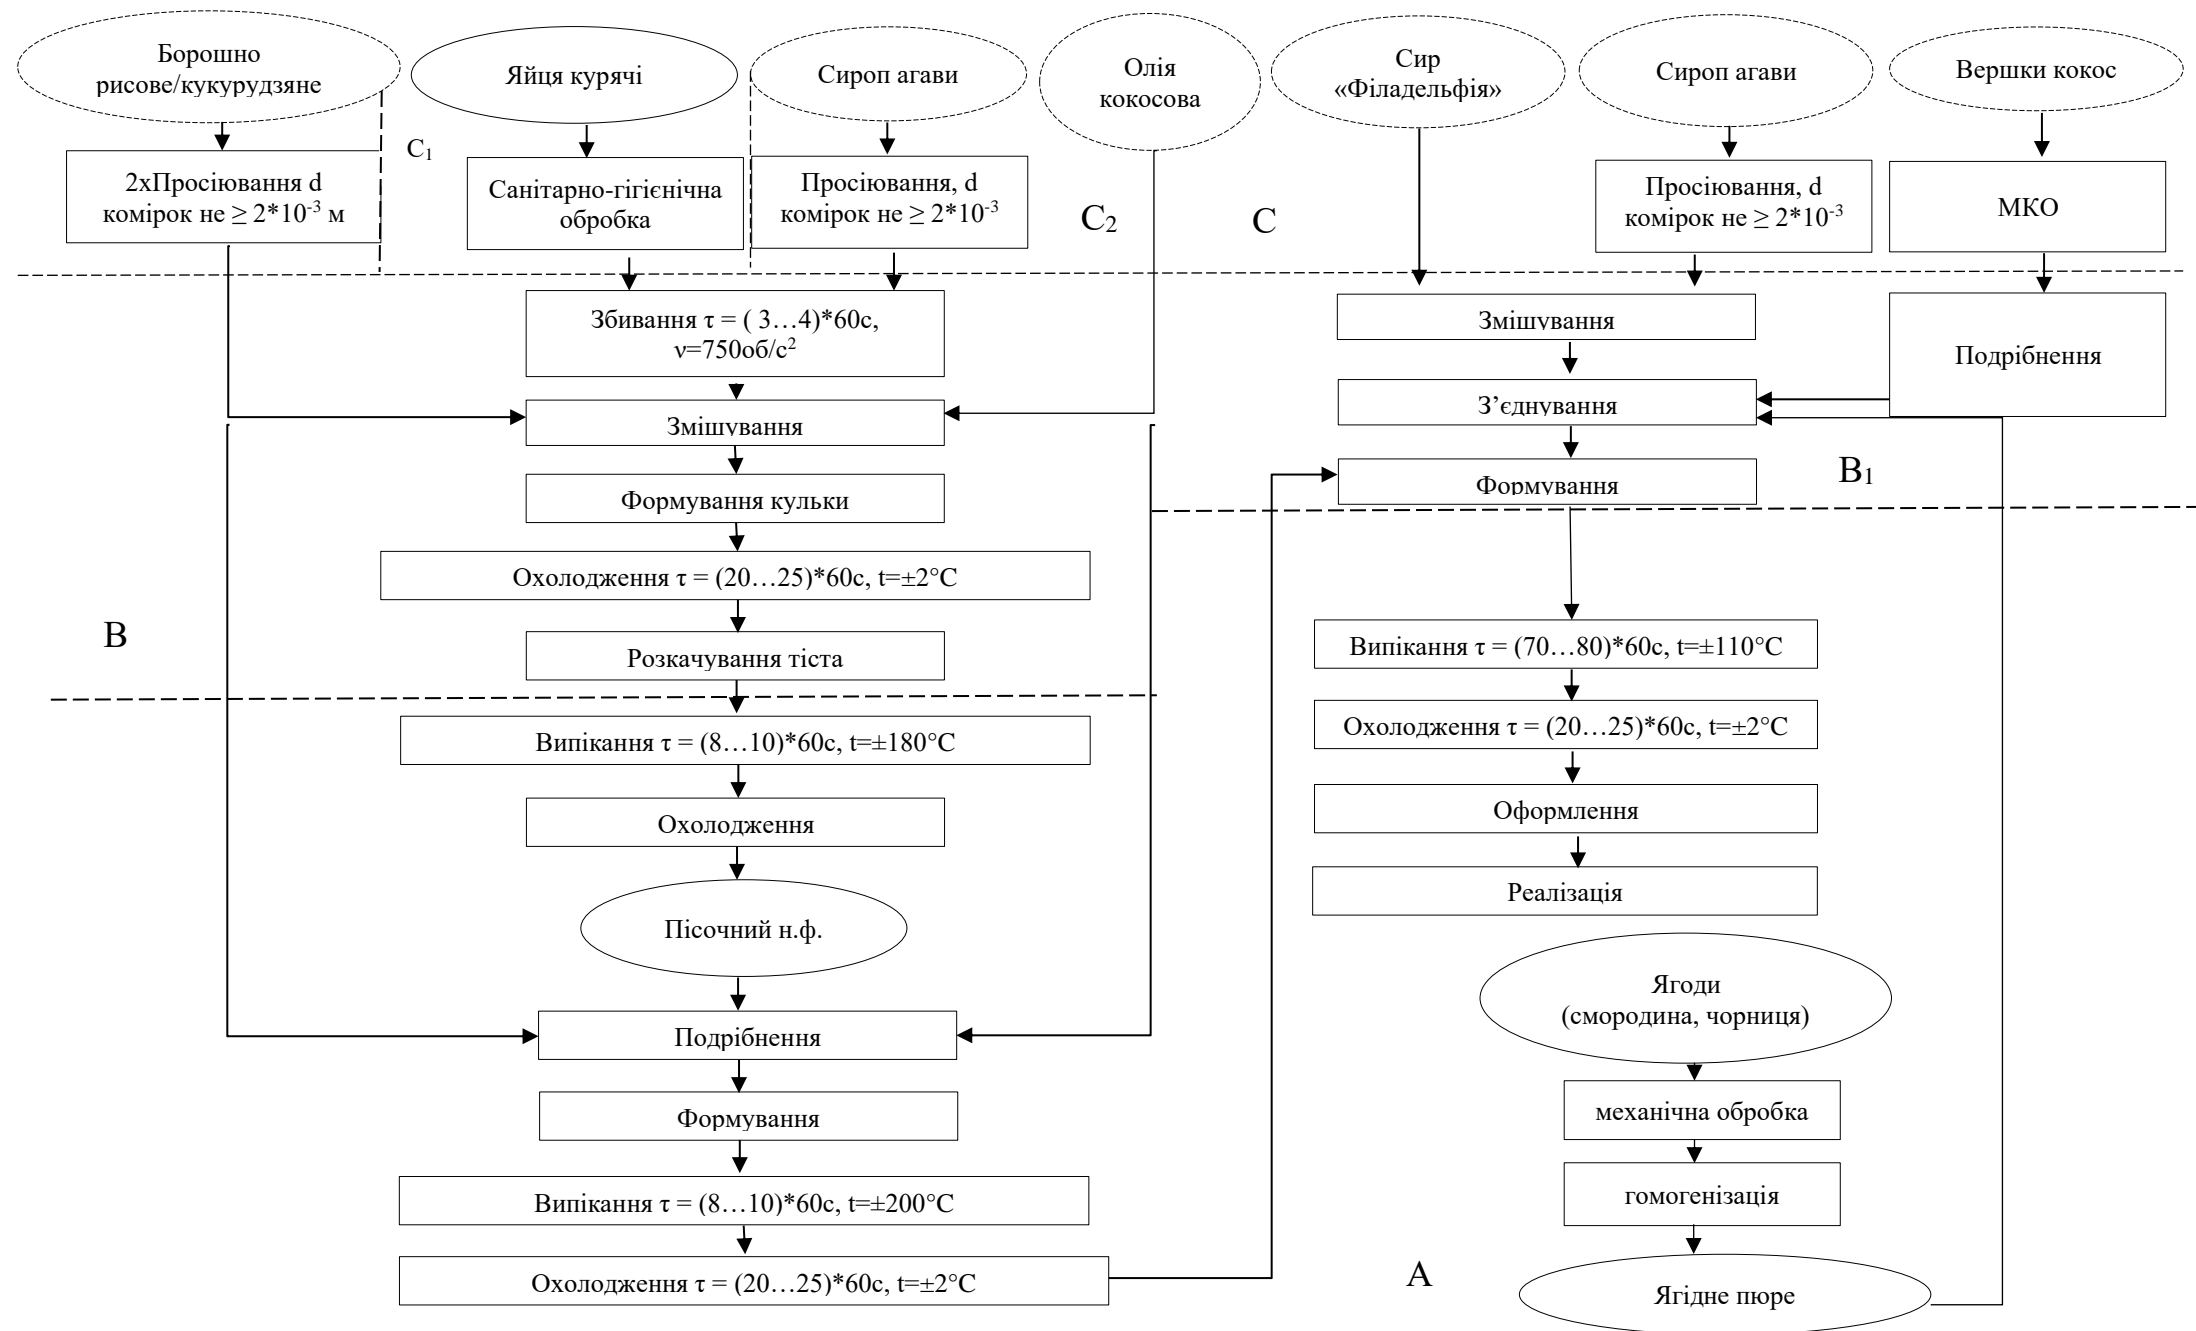 Борошно
рисове/кукурудзяне
Яйця курячі
Сироп агави
Олія
кокосова
Сир
«Філадельфія»
Сироп агави
Вершки кокос
C₁
2хПросіювання d
комірок не ≥ 2*10⁻³ м
Санітарно-гігієнічна
обробка
Просіювання, d
комірок не ≥ 2*10⁻³
C₂
C
Просіювання, d
комірок не ≥ 2*10⁻³
МКО
Збивання τ = ( 3…4)*60с,
ν=750об/с²
Змішування
Подрібнення
Змішування
З’єднування
Формування кульки
Формування
B₁
Охолодження τ = (20…25)*60с, t=±2°С
B
Розкачування тіста
Випікання τ = (70…80)*60с, t=±110°С
Випікання τ = (8…10)*60с, t=±180°С
Охолодження τ = (20…25)*60с, t=±2°С
Охолодження
Оформлення
Реалізація
Пісочний н.ф.
Ягоди
(смородина, чорниця)
Подрібнення
Формування
механічна обробка
Випікання τ = (8…10)*60с, t=±200°С
гомогенізація
Охолодження τ = (20…25)*60с, t=±2°С
A
Ягідне пюре